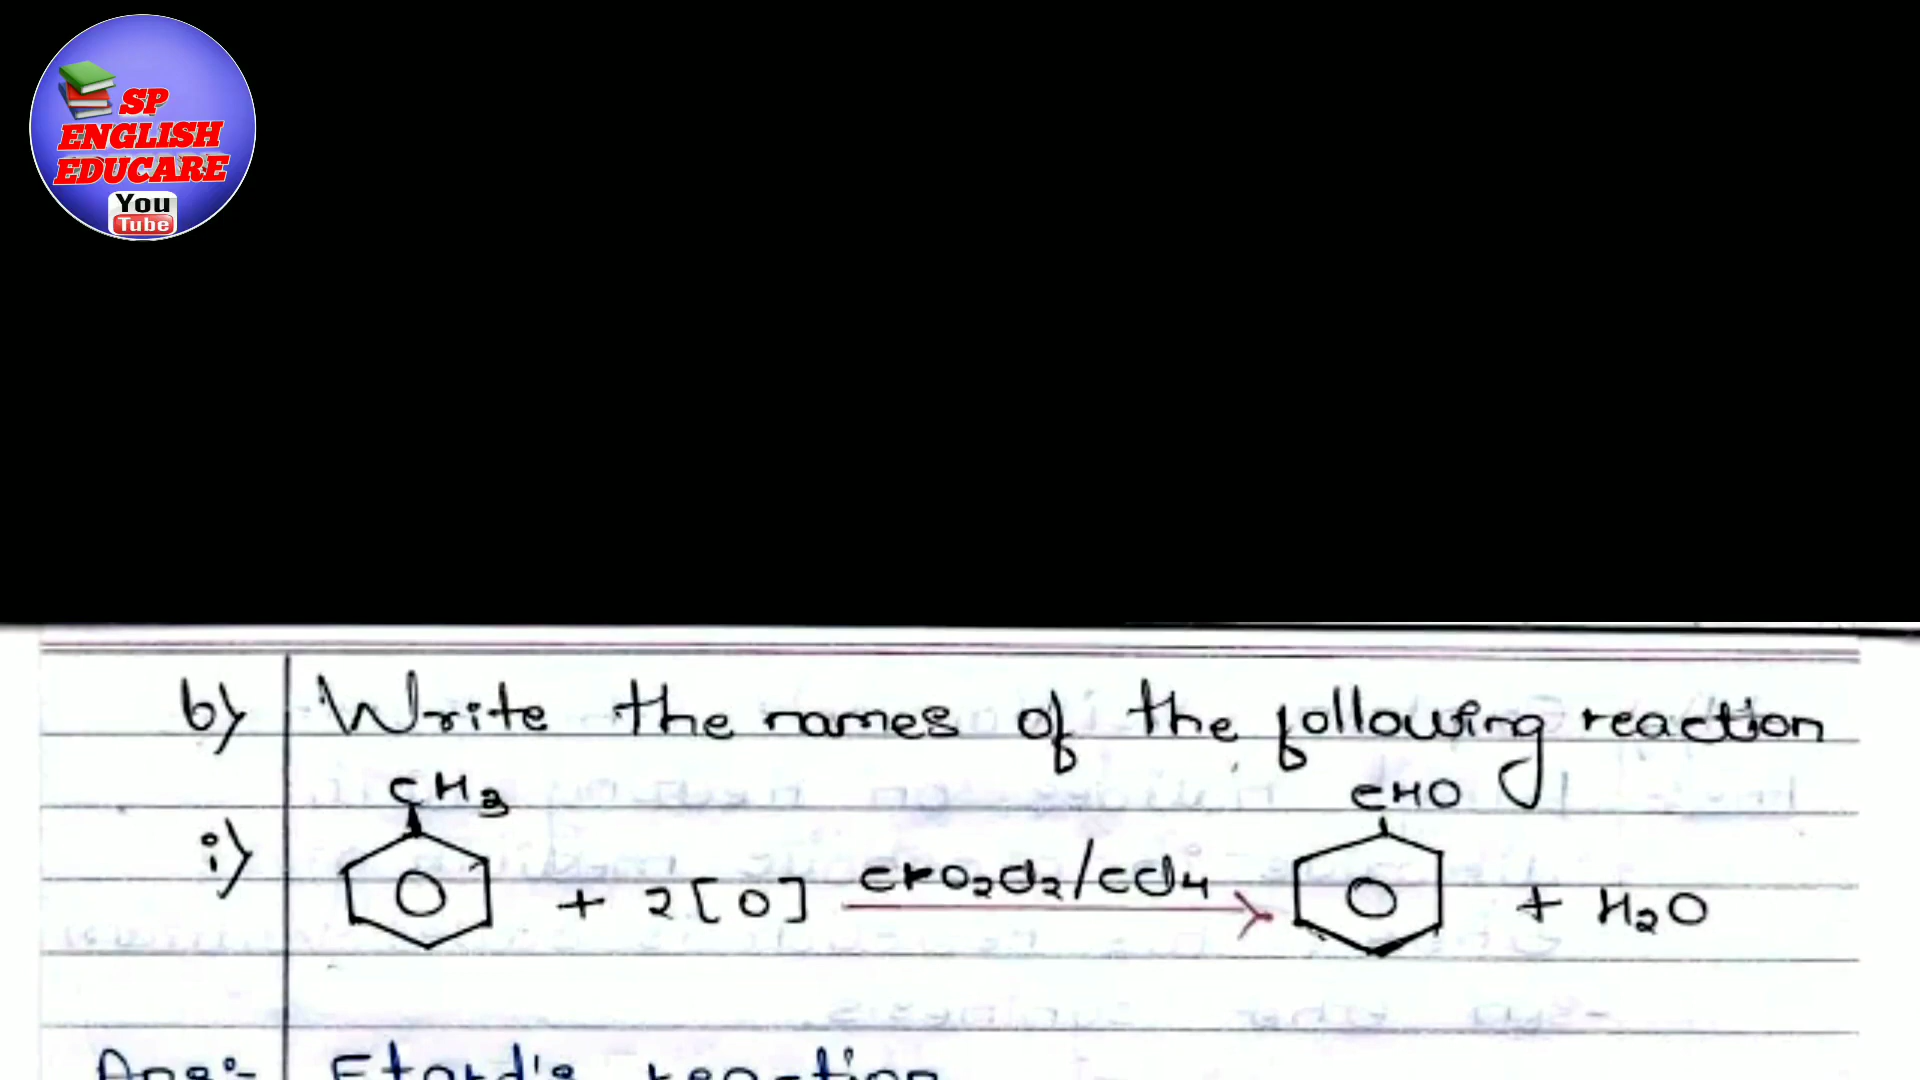 SP
ENGLISH
EDUCARE
You
Tube
b) Write the names of the following reaction
CH3 CHO
i) + 2[O] CrO2Cl2/CCl4 + H2O
Ans:- Etard's reaction